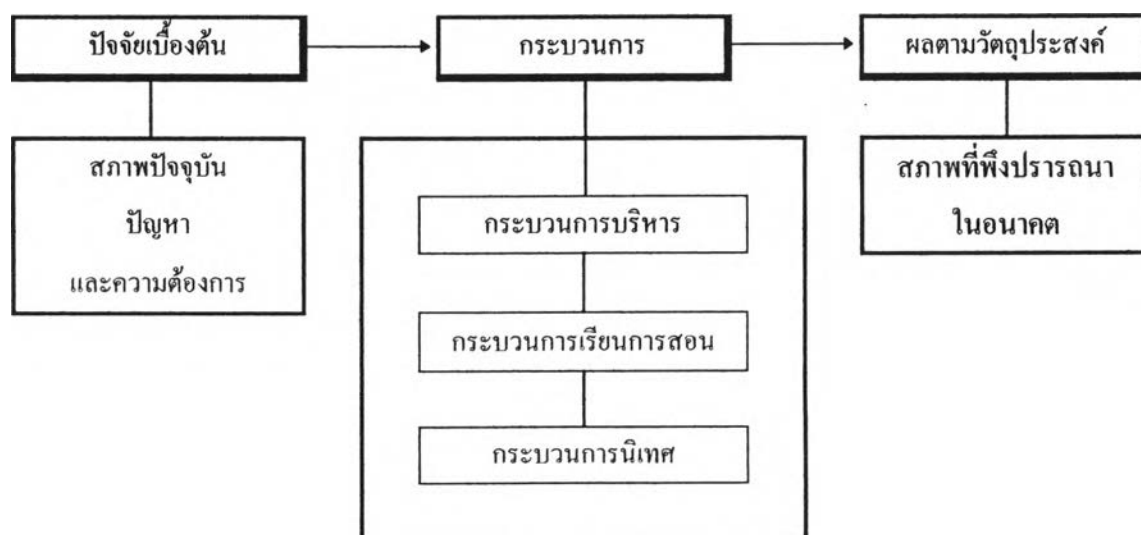 ปัจจัยเบื้องต้น
กระบวนการ
ผลตามวัตถุประสงค์
สภาพปัจจุบัน
ปัญหา
และความต้องการ
กระบวนการบริหาร
กระบวนการเรียนการสอน
กระบวนการนิเทศ
สภาพที่พึงปรารถนา
ในอนาคต